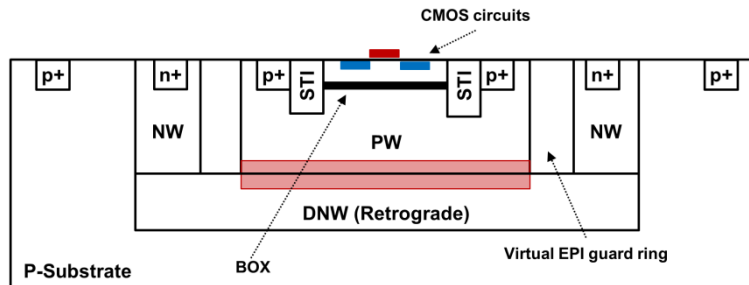 CMOS circuits
p+
n+
p+
STI
STI
p+
n+
p+
NW
PW
NW
DNW (Retrograde)
P-Substrate
BOX
Virtual EPI guard ring